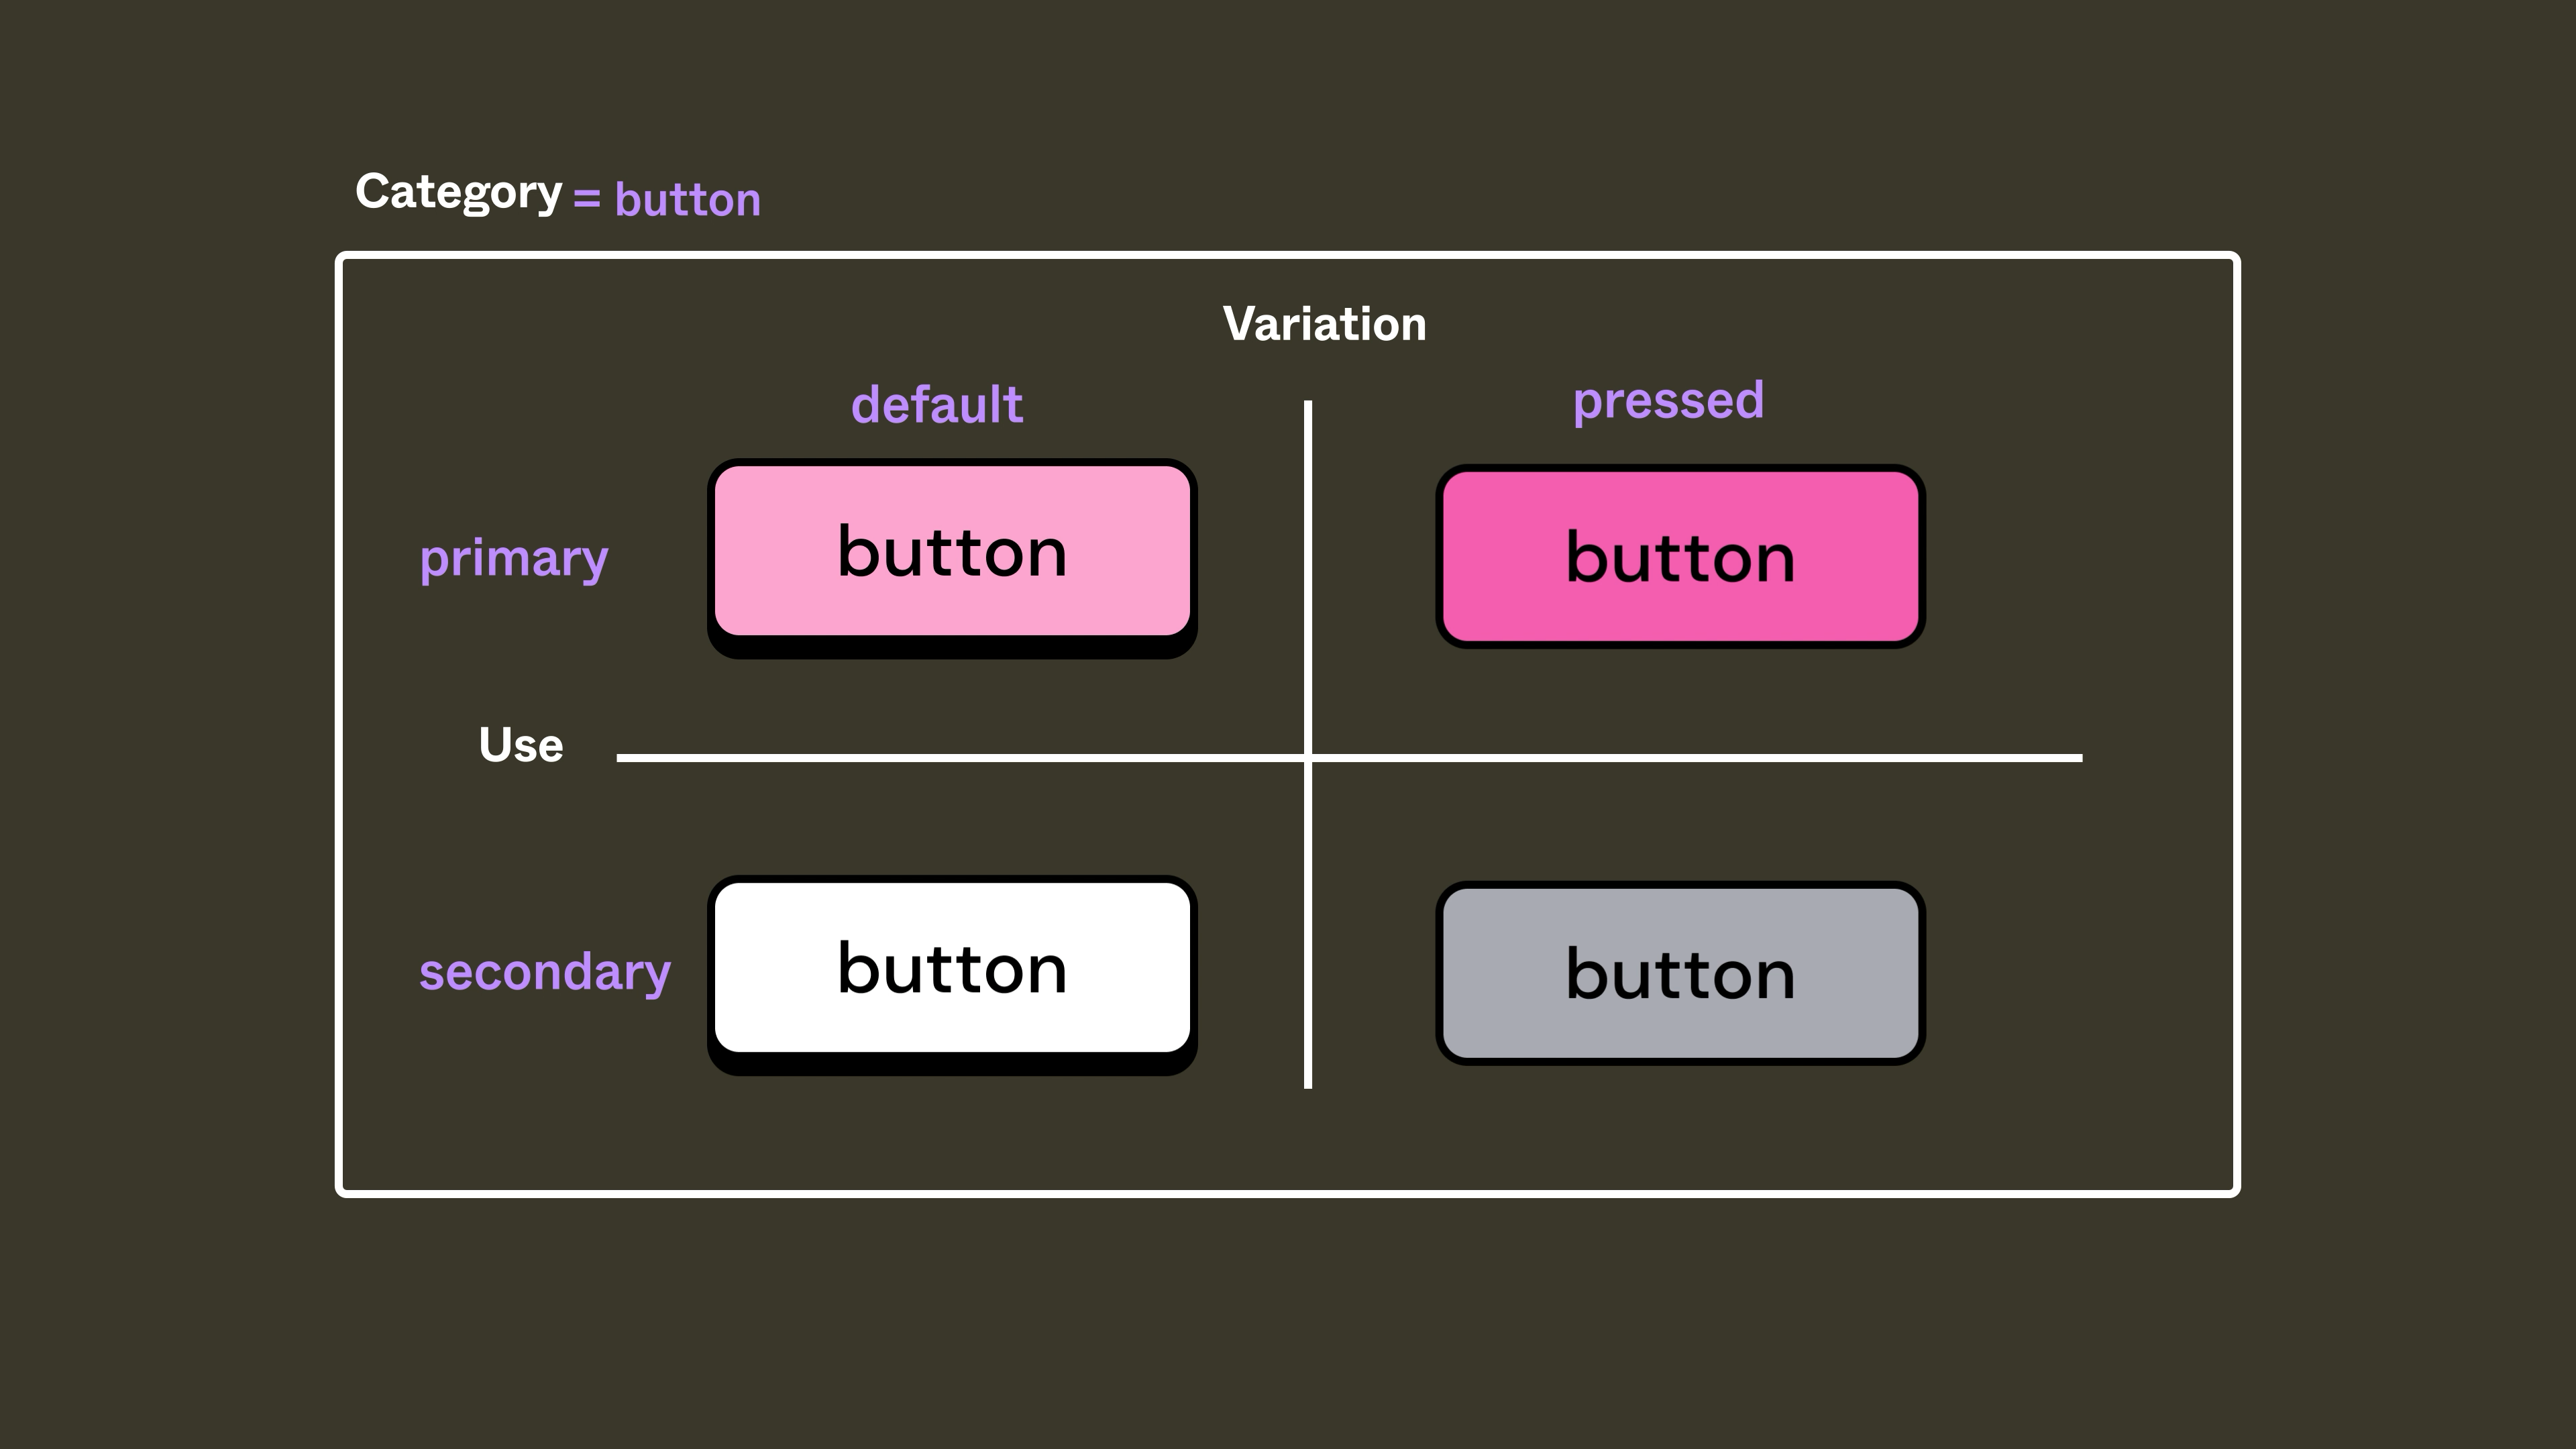 Category = button
Variation
default pressed
primary button button
Use
secondary button button